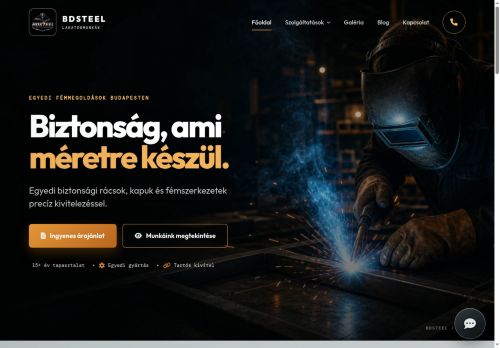 BDSTEEL
LAKATOSMUNKÁK
Főoldal
Szolgáltatások
Galéria
Blog
Kapcsolat
EGYEDI FÉMMEGOLDÁSOK BUDAPESTEN
Biztonság, ami
méretre készül.
Egyedi biztonsági rácsok, kapuk és fémszerkezetek
precíz kivitelezéssel.
Ingyenes árajánlat
Munkáink megtekintése
15+ év tapasztalat • Egyedi gyártás • Tartós kivitel
BDSTEEL /